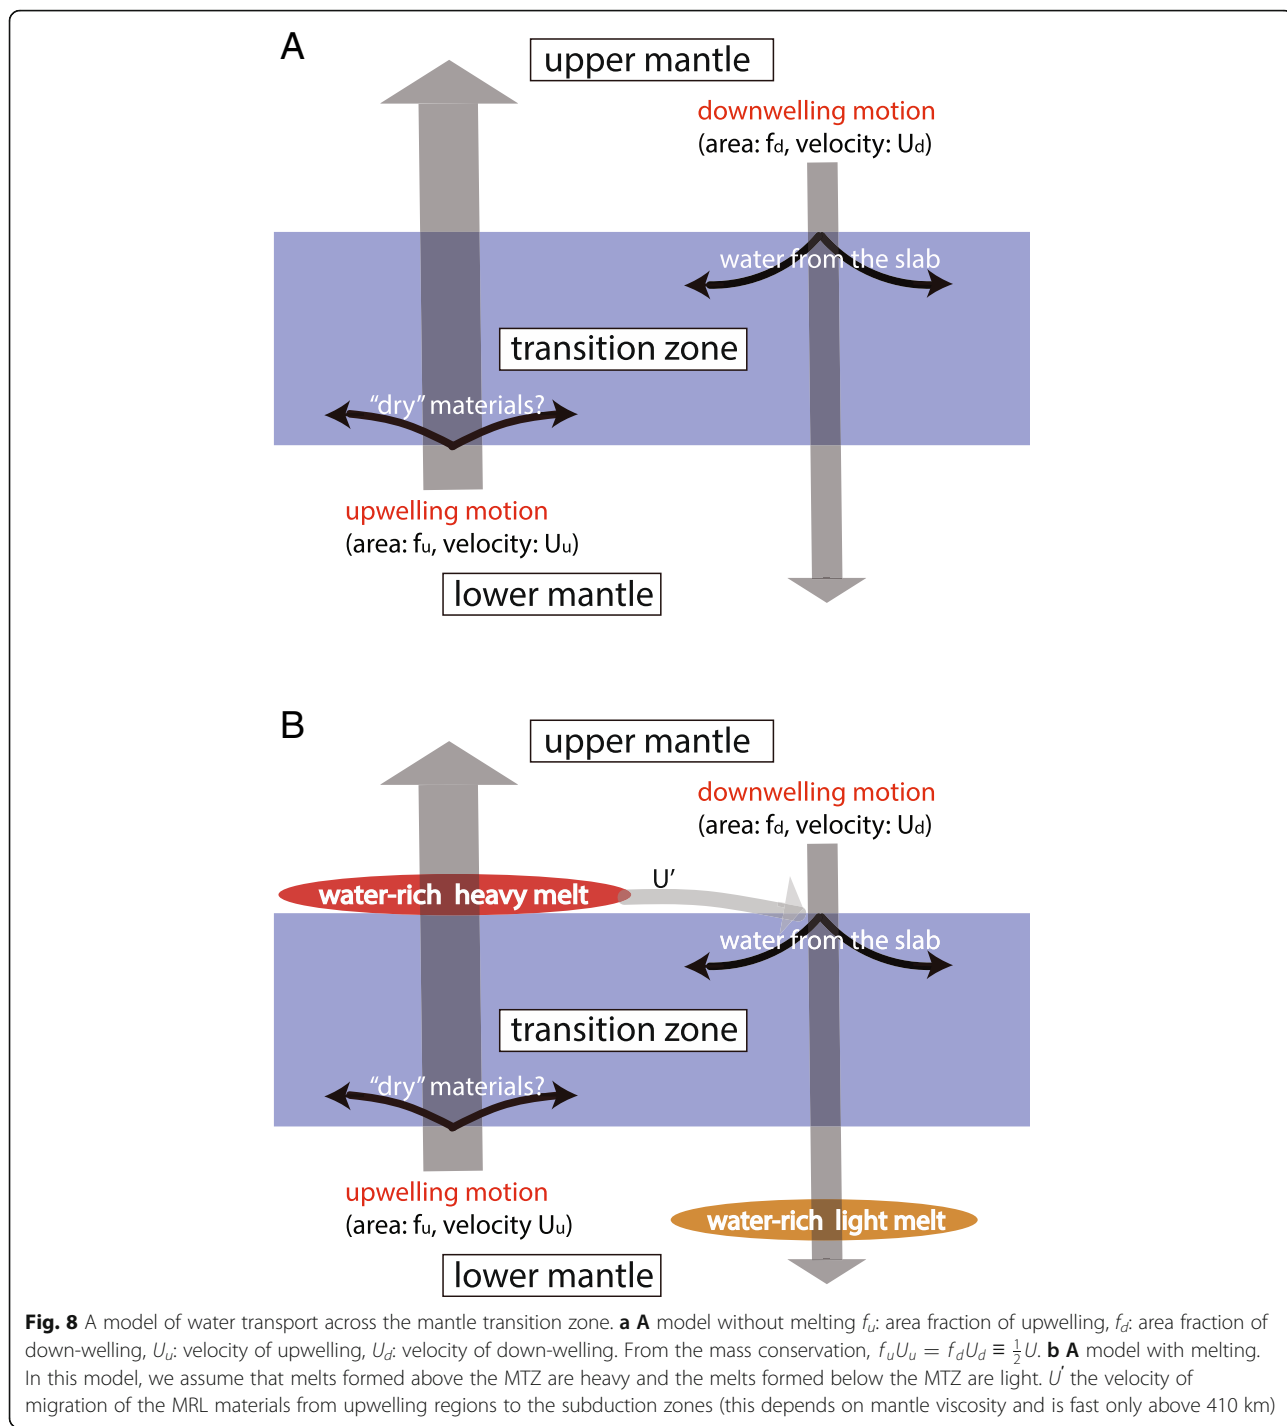 A
upper mantle
downwelling motion
(area: fd, velocity: Ud)
water from the slab
transition zone
“dry” materials?
upwelling motion
(area: fu, velocity: Uu)
lower mantle
B
upper mantle
downwelling motion
(area: fd, velocity: Ud)
water-rich heavy melt
U’
water from the slab
transition zone
“dry” materials?
upwelling motion
(area: fu, velocity Uu)
water-rich light melt
lower mantle
Fig. 8 A model of water transport across the mantle transition zone. a A model without melting fu: area fraction of upwelling, fd: area fraction of
down-welling, Uu: velocity of upwelling, Ud: velocity of down-welling. From the mass conservation, fuUu = fdUd ≡ ½U. b A model with melting.
In this model, we assume that melts formed above the MTZ are heavy and the melts formed below the MTZ are light. U′ the velocity of
migration of the MRL materials from upwelling regions to the subduction zones (this depends on mantle viscosity and is fast only above 410 km)